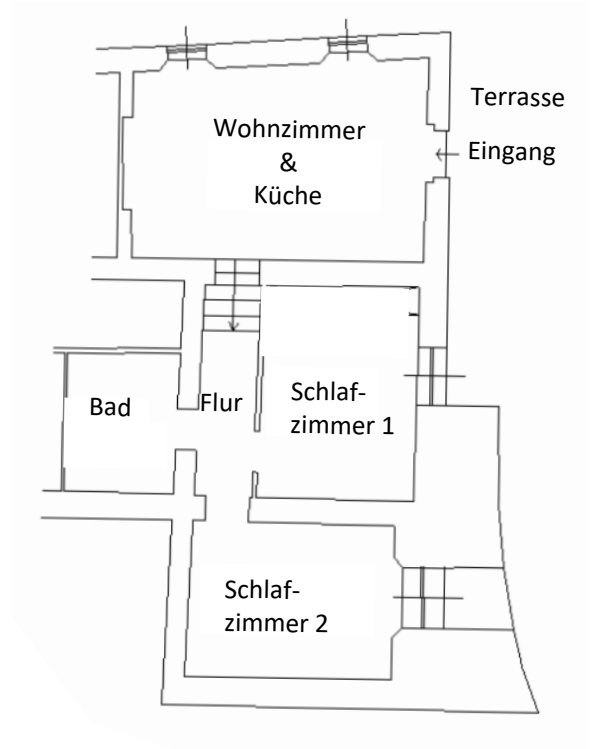 Terrasse
Wohnzimmer
&
Küche
Eingang
Bad
Flur
Schlaf-
zimmer 1
Schlaf-
zimmer 2